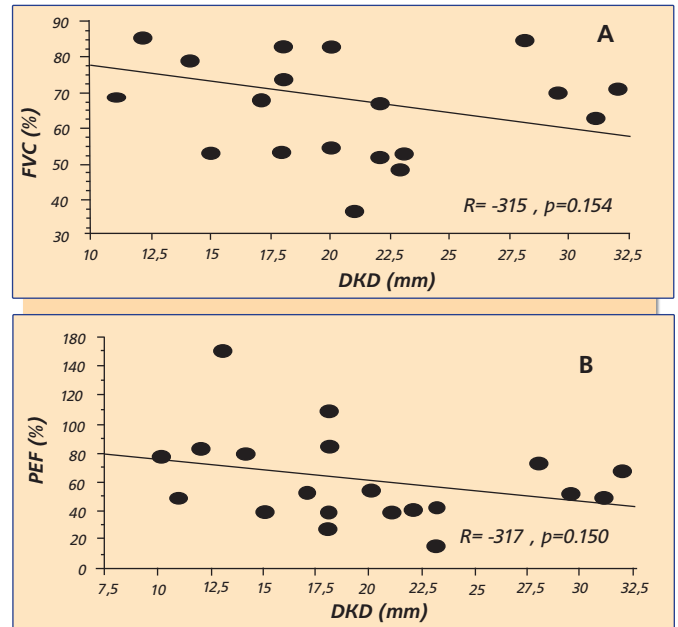 A
90
80
70
60
50
40
30
FVC (%)
R= -315 , p=0.154
10 12,5 15 17,5 20 22,5 25 27,5 30 32,5
DKD (mm)
B
180
140
120
100
80
60
40
20
0
PEF (%)
R= -317 , p=0.150
7,5 10 12,5 15 17,5 20 22,5 25 27,5 30 32,5
DKD (mm)